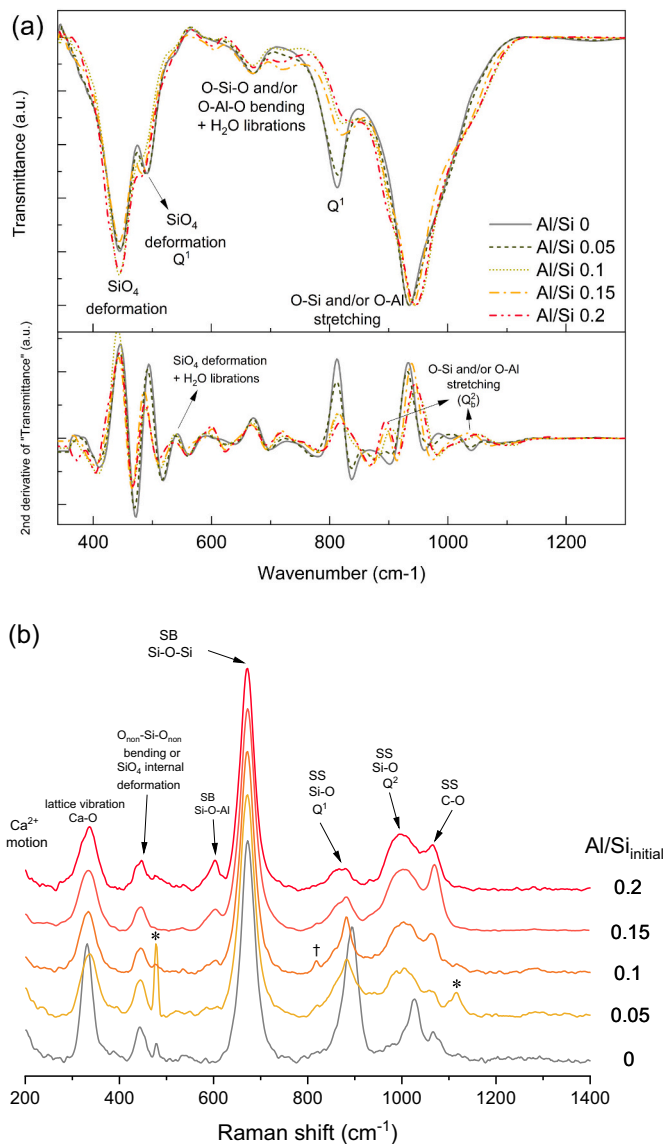 (a)
Transmittance (a.u.)
O-Si-O and/or
O-Al-O bending
+ H₂O librations
SiO₄
deformation
Q¹
SiO₄
deformation
Q¹
O-Si and/or O-Al
stretching
Al/Si 0
Al/Si 0.05
Al/Si 0.1
Al/Si 0.15
Al/Si 0.2
2nd derivative of "Transmittance" (a.u.)
SiO₄ deformation
+ H₂O librations
O-Si and/or O-Al
stretching
(Q²b)
400 600 800 1000 1200
Wavenumber (cm-1)
(b)
SB
Si-O-Si
Oₙₒₙ-Si-Oₙₒₙ
bending or
SiO₄ internal
deformation
lattice vibration
Ca-O
Ca²⁺
motion
SB
Si-O-Al
SS
Si-O
Q¹
SS
Si-O
Q²
SS
C-O
Al/Si initial
0.2
0.15
0.1
0.05
0
*
†
*
200 400 600 800 1000 1200 1400
Raman shift (cm⁻¹)